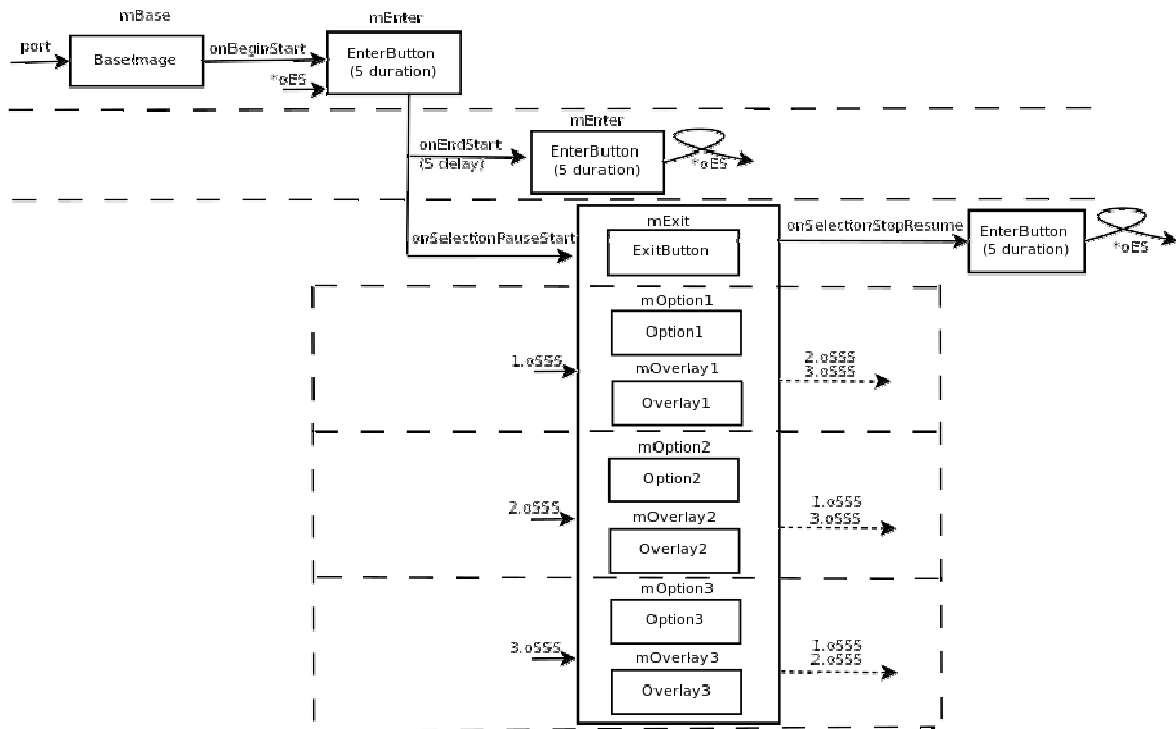 mBase
mEnter
port
BaseImage
onBeginStart
EnterButton
(5 duration)
*oES
mEnter
onEndStart
(5 delay)
EnterButton
(5 duration)
*oES
mExit
onSelectionPauseStart
ExitButton
onSelectionStopResume
EnterButton
(5 duration)
*oES
mOption1
Option1
1.oSSS
mOverlay1
Overlay1
2.oSSS
3.oSSS
mOption2
Option2
2.oSSS
mOverlay2
Overlay2
1.oSSS
3.oSSS
mOption3
Option3
3.oSSS
mOverlay3
Overlay3
1.oSSS
2.oSSS